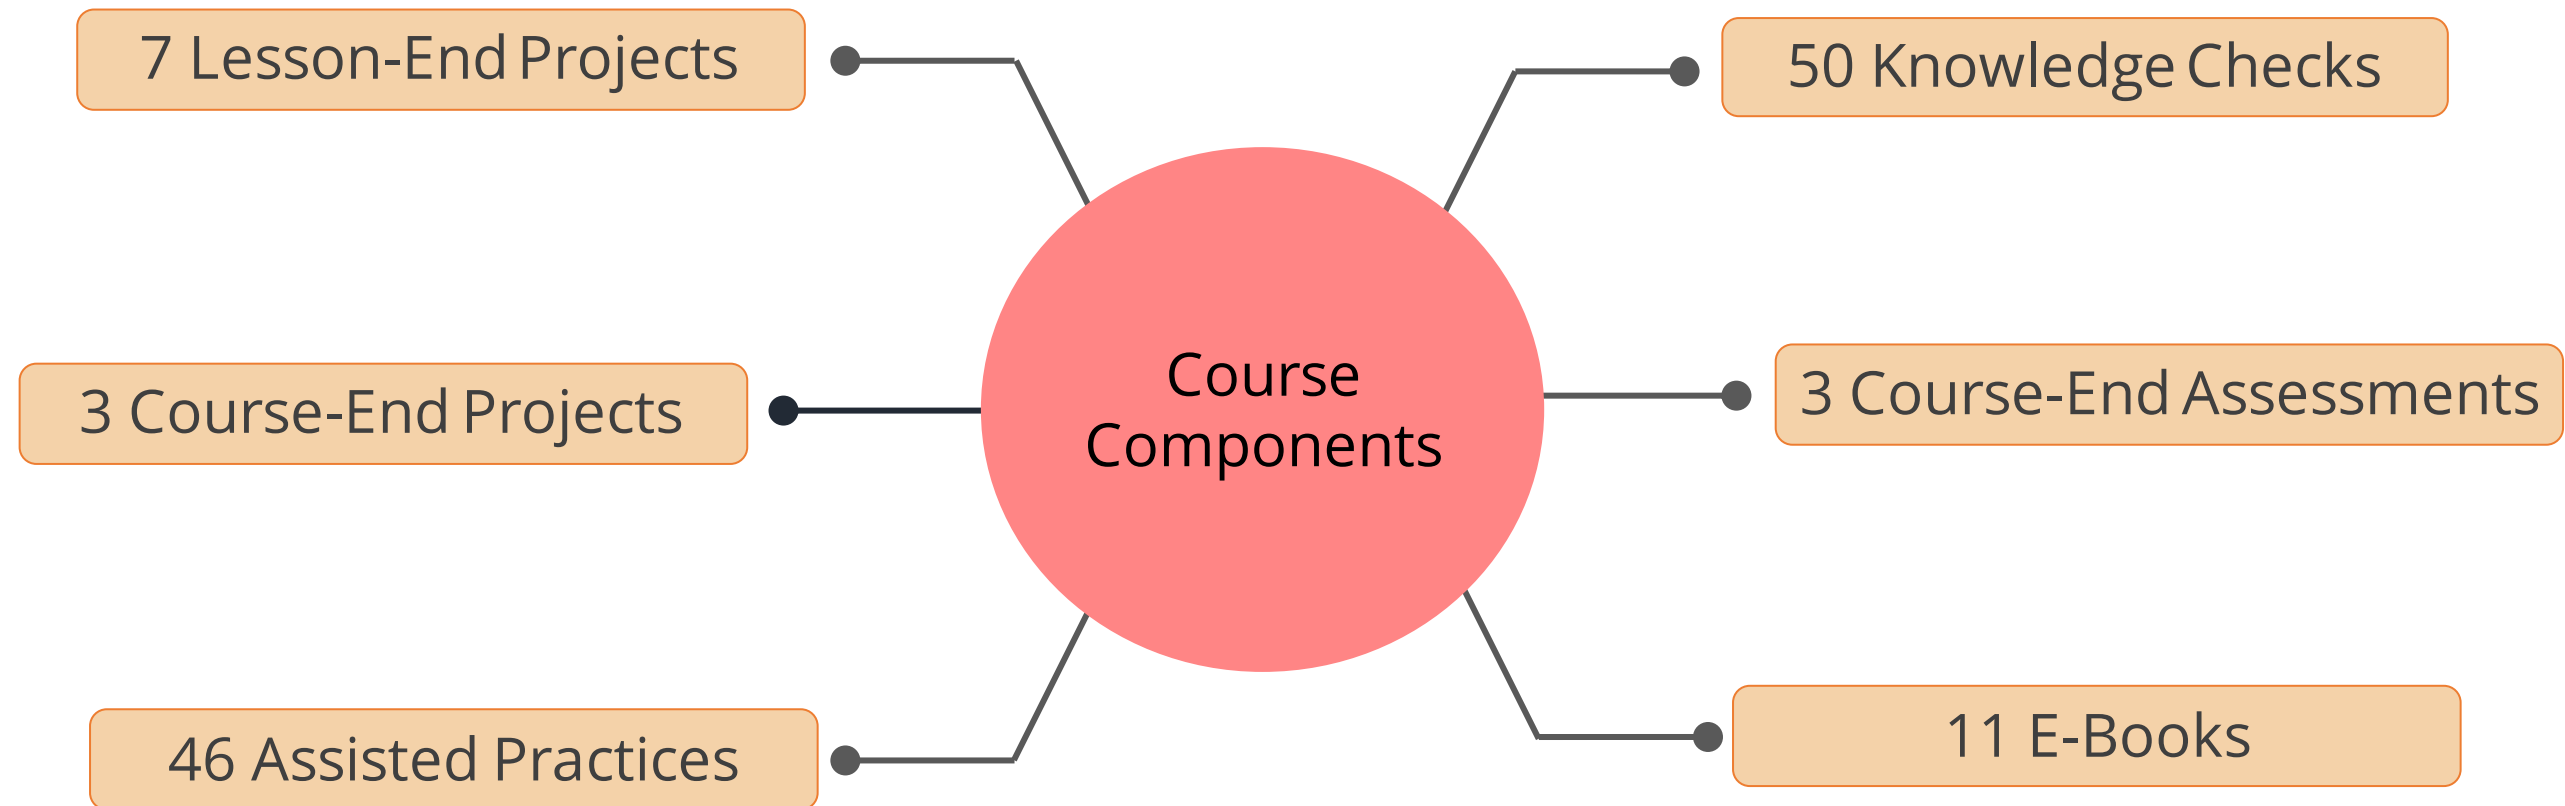 7 Lesson-End Projects
50 Knowledge Checks
Course
Components
3 Course-End Projects
3 Course-End Assessments
46 Assisted Practices
11 E-Books